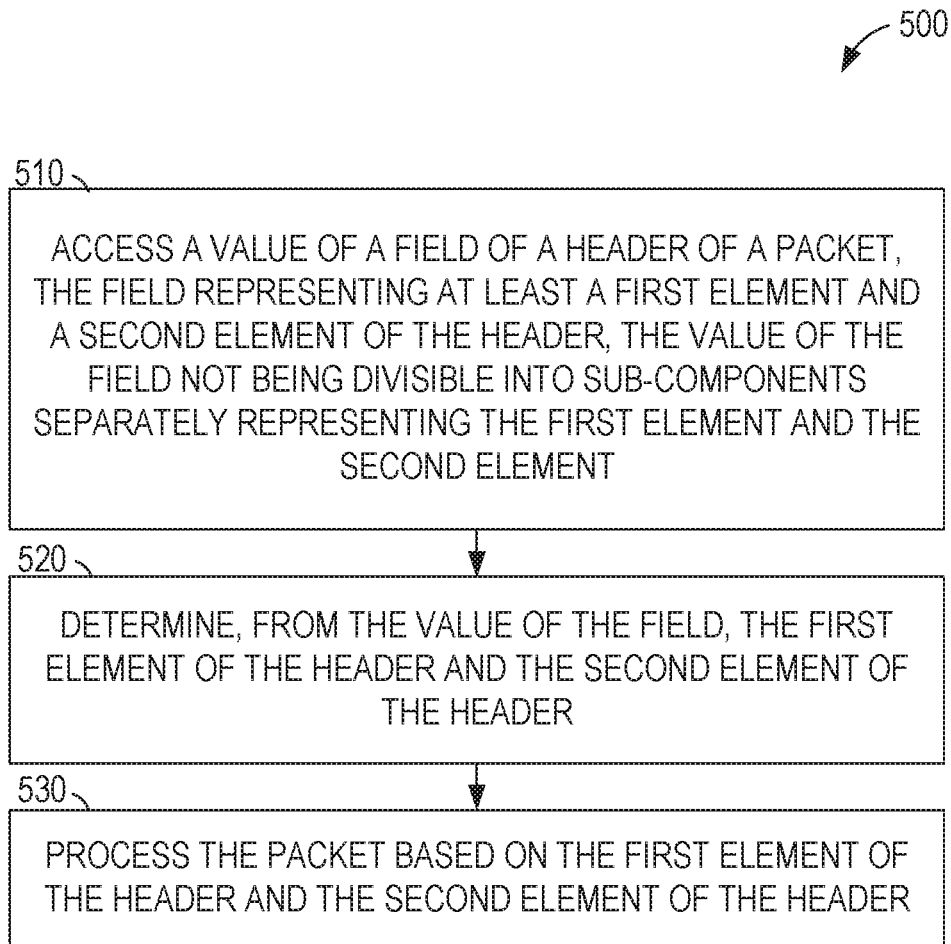 500
510
ACCESS A VALUE OF A FIELD OF A HEADER OF A PACKET,
THE FIELD REPRESENTING AT LEAST A FIRST ELEMENT AND
A SECOND ELEMENT OF THE HEADER, THE VALUE OF THE
FIELD NOT BEING DIVISIBLE INTO SUB-COMPONENTS
SEPARATELY REPRESENTING THE FIRST ELEMENT AND THE
SECOND ELEMENT
520
DETERMINE, FROM THE VALUE OF THE FIELD, THE FIRST
ELEMENT OF THE HEADER AND THE SECOND ELEMENT OF
THE HEADER
530
PROCESS THE PACKET BASED ON THE FIRST ELEMENT OF
THE HEADER AND THE SECOND ELEMENT OF THE HEADER